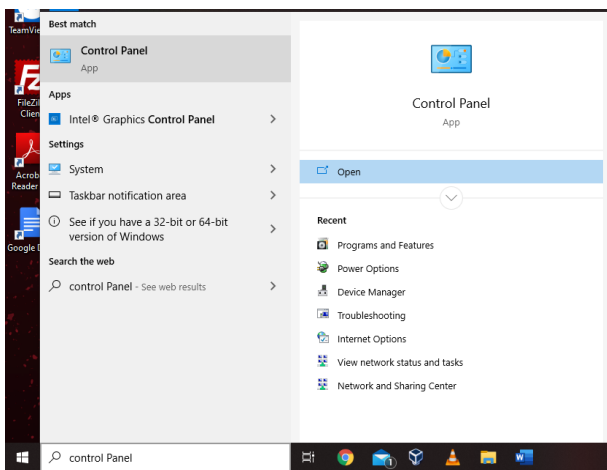 TeamVie
FileZil
Clien
Acrob
Reader
Google D
Best match
Control Panel
App
Apps
Intel® Graphics Control Panel
Settings
System
Taskbar notification area
See if you have a 32-bit or 64-bit
version of Windows
Search the web
control Panel - See web results
control Panel
Control Panel
App
Open
Recent
Programs and Features
Power Options
Device Manager
Troubleshooting
Internet Options
View network status and tasks
Network and Sharing Center
1
W